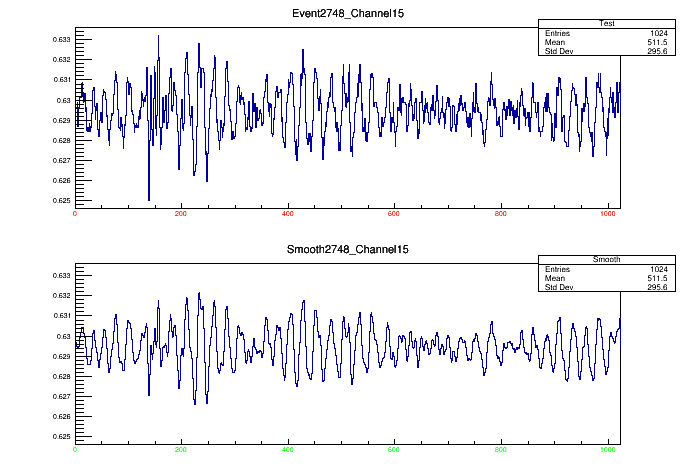 Event2748_Channel15
Test
Entries 1024
Mean 511.5
Std Dev 295.6
0.633
0.632
0.631
0.63
0.629
0.628
0.627
0.626
0.625
0 200 400 600 800 1000
Smooth2748_Channel15
Smooth
Entries 1024
Mean 511.5
Std Dev 295.6
0.633
0.632
0.631
0.63
0.629
0.628
0.627
0.626
0.625
0 200 400 600 800 1000